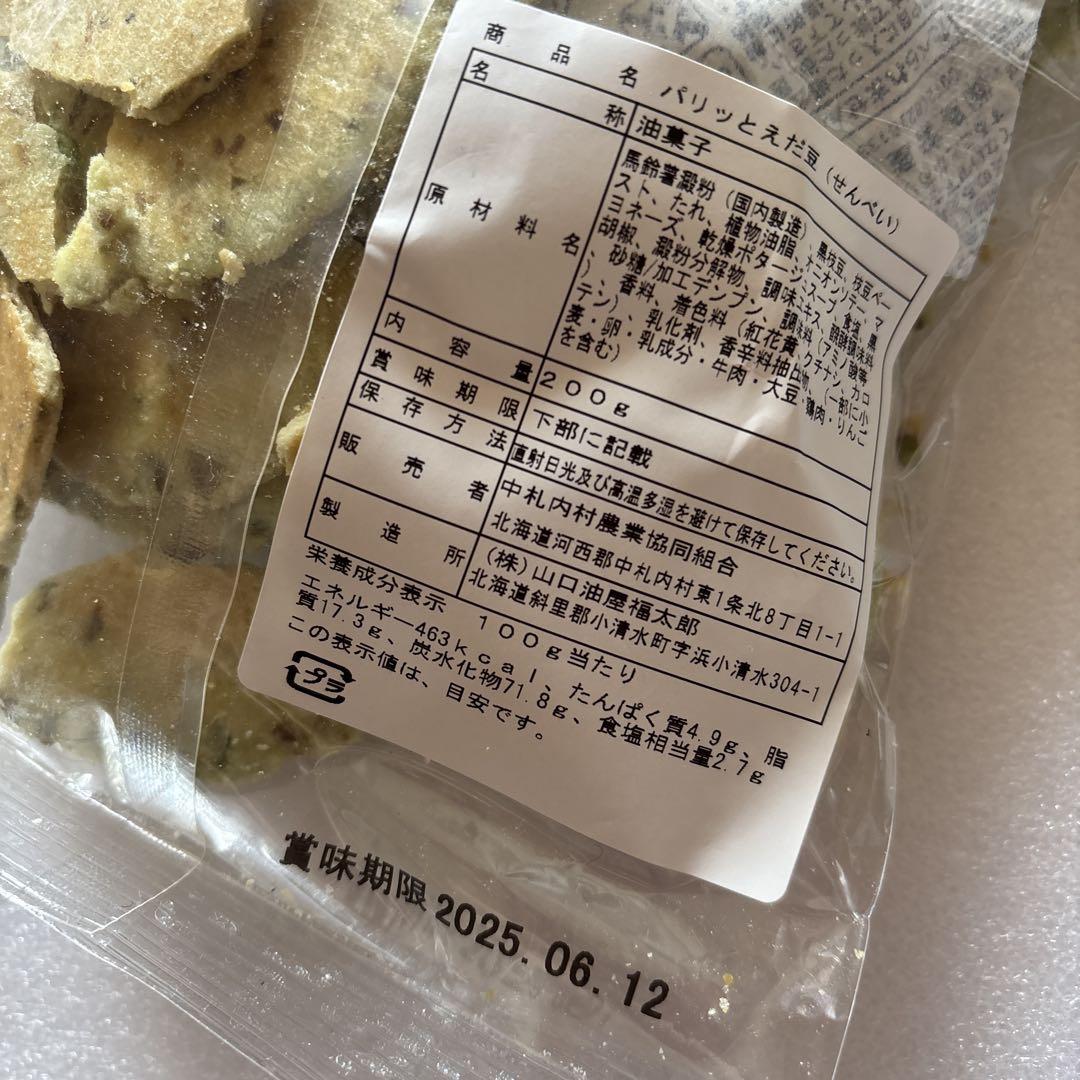 商品名 パリッとえだ豆(せんべい)
名称 油菓子
原材料名
馬鈴薯澱粉(国内製造)、黒枝豆、枝豆ペー
スト、たれ、植物油脂、オニオンソテー、マ
ヨネーズ、乾燥ポタージュスープ、食塩、黒
胡椒、澱粉分解物、調味エキス、醗酵調味料
、砂糖/加工デンプン、調味料(アミノ酸等
)、香料、着色料(紅花黄、クチナシ、カロ
テン)、乳化剤、香辛料抽出物、(一部に小
麦・卵・乳成分・牛肉・大豆・鶏肉・りんご
を含む)
内容量 200g
賞味期限 下部に記載
保存方法 直射日光及び高温多湿を避けて保存してください。
販売者 中札内村農業協同組合
北海道河西郡中札内村東1条北8丁目1-1
製造所 (株)山口油屋福太郎
北海道斜里郡小清水町字浜小清水304-1
栄養成分表示 100g当たり
エネルギー463kcal、たんぱく質4.9g、脂
質17.3g、炭水化物71.8g、食塩相当量2.7g
この表示値は、目安です。
プラ
賞味期限2025.06.12